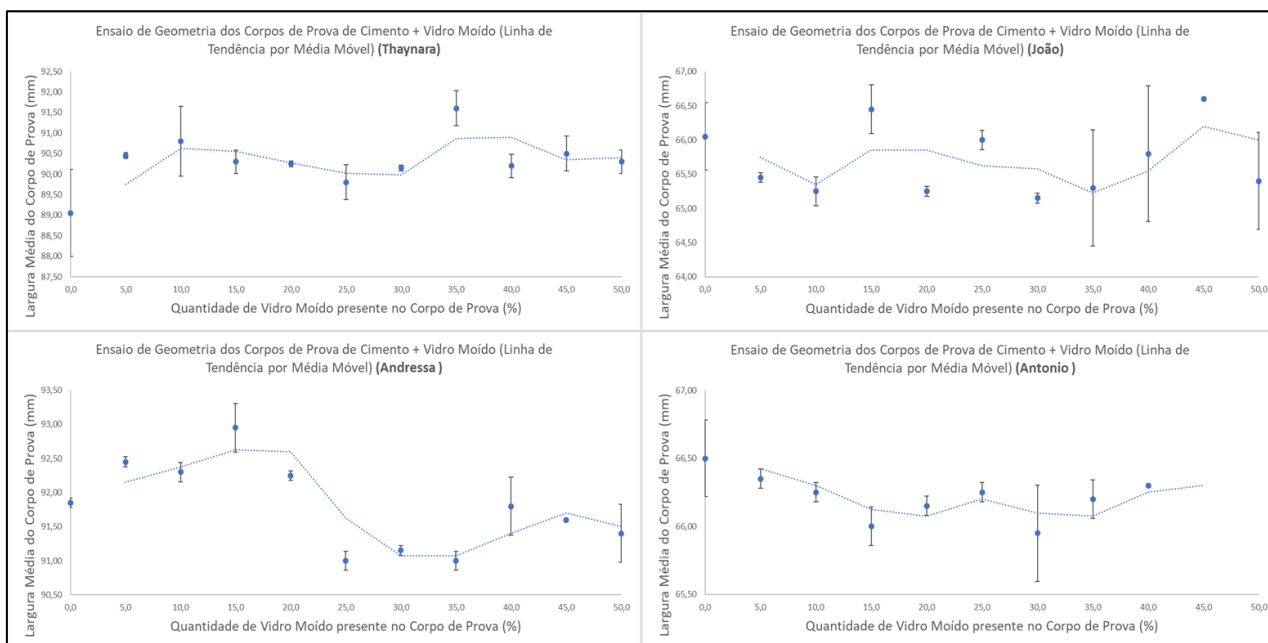 Ensaio de Geometria dos Corpos de Prova de Cimento + Vidro Moído (Linha de
Tendência por Média Móvel) (Thaynara)
Largura Média do Corpo de Prova (mm)
92,50
92,00
91,50
91,00
90,50
90,00
89,50
89,00
88,50
88,00
87,50
0,0 5,0 10,0 15,0 20,0 25,0 30,0 35,0 40,0 45,0 50,0
Quantidade de Vidro Moído presente no Corpo de Prova (%)
Ensaio de Geometria dos Corpos de Prova de Cimento + Vidro Moído (Linha de
Tendência por Média Móvel) (João)
Largura Média do Corpo de Prova (mm)
67,00
66,50
66,00
65,50
65,00
64,50
64,00
0,0 5,0 10,0 15,0 20,0 25,0 30,0 35,0 40,0 45,0 50,0
Quantidade de Vidro Moído presente no Corpo de Prova (%)
Ensaio de Geometria dos Corpos de Prova de Cimento + Vidro Moído (Linha de
Tendência por Média Móvel) (Andressa )
Largura Média do Corpo de Prova (mm)
93,50
93,00
92,50
92,00
91,50
91,00
90,50
0,0 5,0 10,0 15,0 20,0 25,0 30,0 35,0 40,0 45,0 50,0
Quantidade de Vidro Moído presente no Corpo de Prova (%)
Ensaio de Geometria dos Corpos de Prova de Cimento + Vidro Moído (Linha de
Tendência por Média Móvel) (Antonio )
Largura Média do Corpo de Prova (mm)
67,00
66,50
66,00
65,50
0,0 5,0 10,0 15,0 20,0 25,0 30,0 35,0 40,0 45,0 50,0
Quantidade de Vidro Moído presente no Corpo de Prova (%)